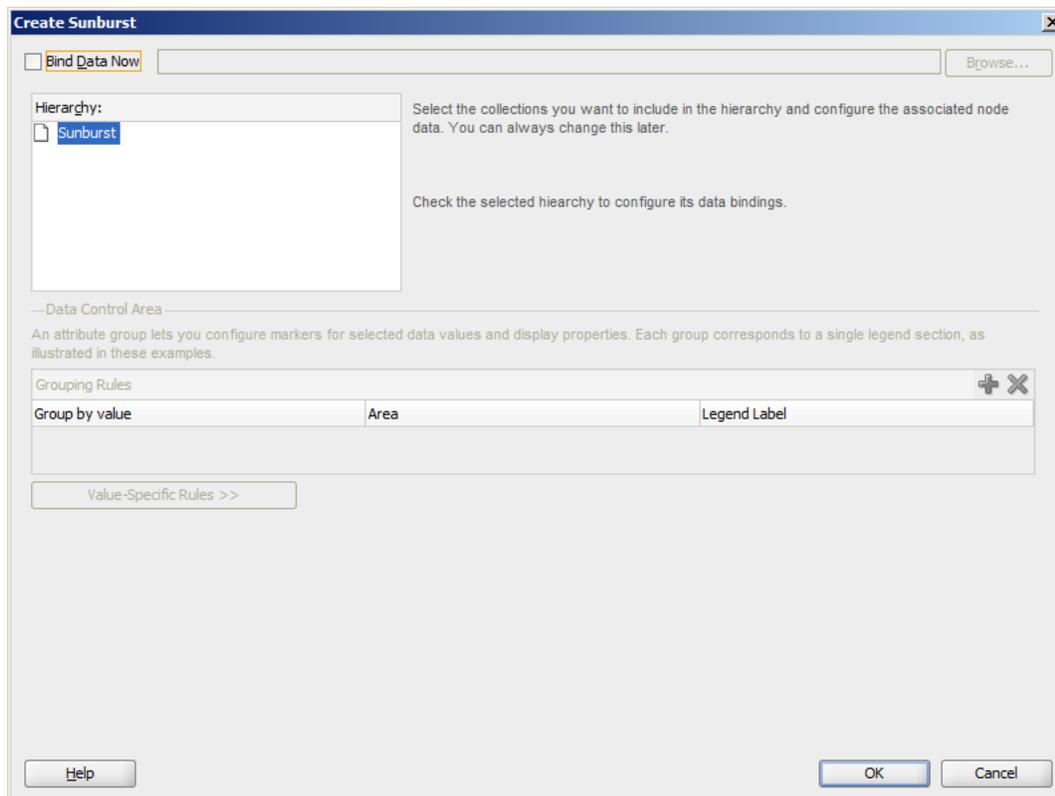 Create Sunburst
Bind Data Now
Browse...
Hierarchy:
Sunburst
Select the collections you want to include in the hierarchy and configure the associated node
data. You can always change this later.
Check the selected hiearchy to configure its data bindings.
Data Control Area
An attribute group lets you configure markers for selected data values and display properties. Each group corresponds to a single legend section, as
illustrated in these examples.
Grouping Rules
Group by value Area Legend Label
Value-Specific Rules >>
Help OK Cancel